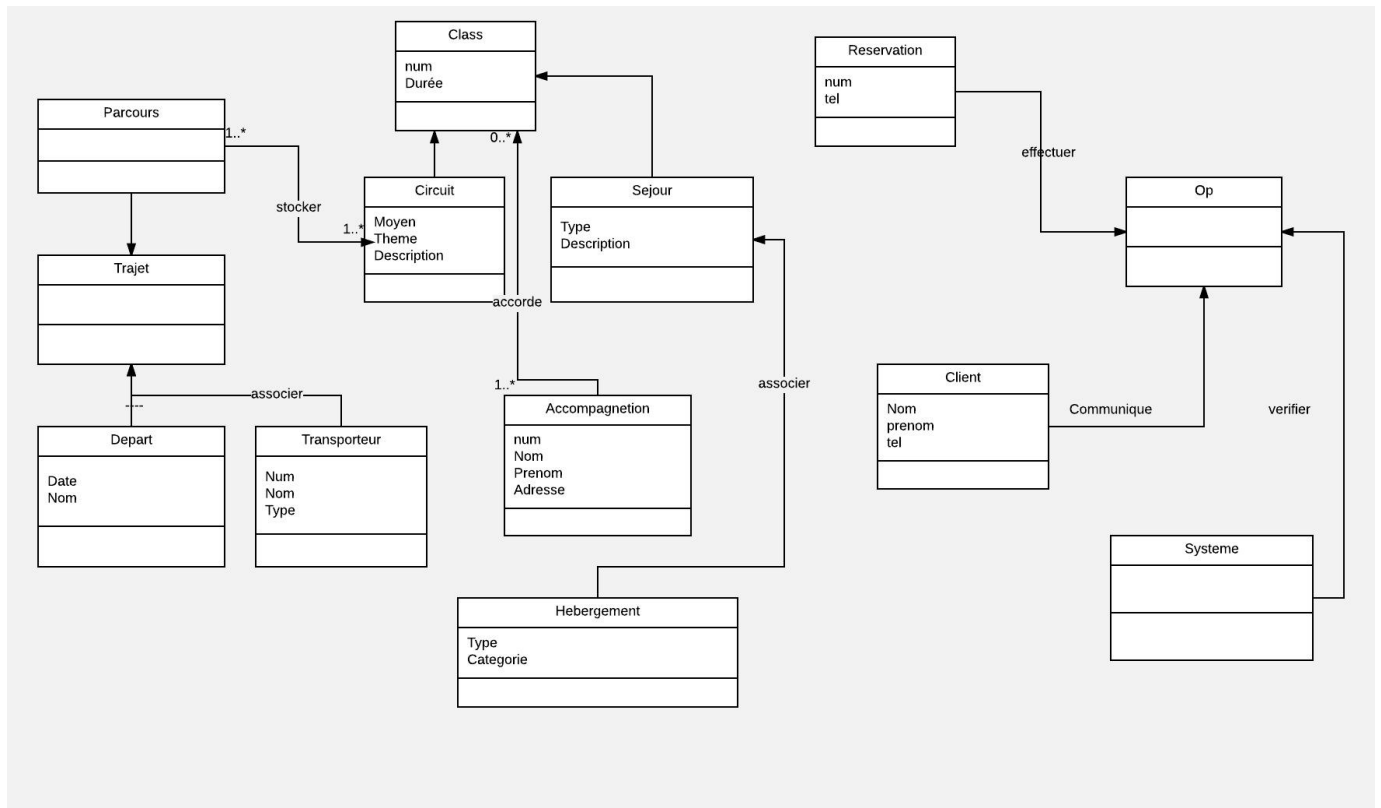 Class
num
Durée
Reservation
num
tel
Parcours
1..*
0..*
effectuer
stocker
1..*
Circuit
Moyen
Theme
Description
Sejour
Type
Description
Op
Trajet
accorde
associer
1..*
associer
----
Client
Nom
prenom
tel
Communique
verifier
Depart
Date
Nom
Transporteur
Num
Nom
Type
Accompagnetion
num
Nom
Prenom
Adresse
Systeme
Hebergement
Type
Categorie